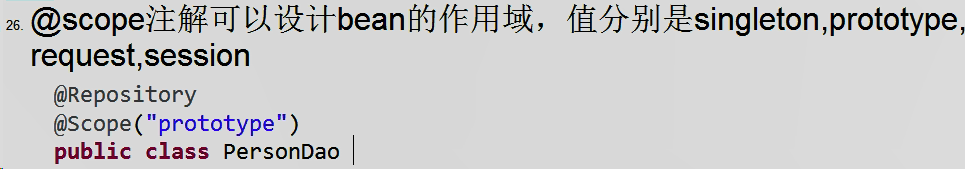 26. @scope注解可以设计bean的作用域，值分别是singleton,prototype,
request,session
@Repository
@Scope("prototype")
public class PersonDao